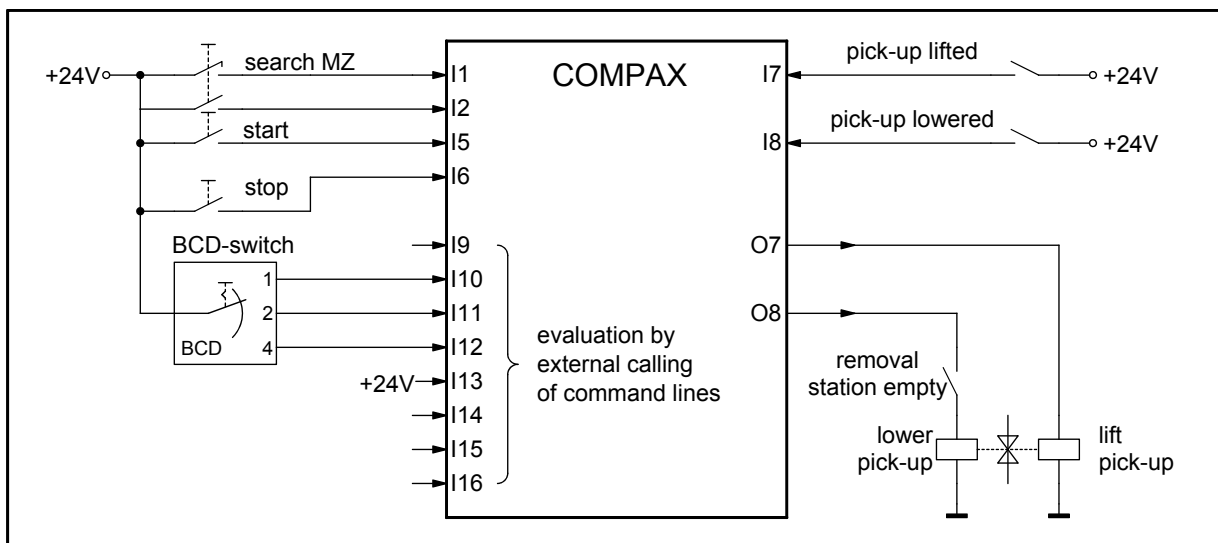 COMPAX
+24V
search MZ
I1
I2
start
I5
I6
stop
BCD-switch
1
2
4
BCD
I9
I10
I11
I12
+24V
I13
I14
I15
I16
evaluation by
external calling
of command lines
pick-up lifted
I7
+24V
pick-up lowered
I8
+24V
O7
O8
removal
station empty
lower
pick-up
lift
pick-up